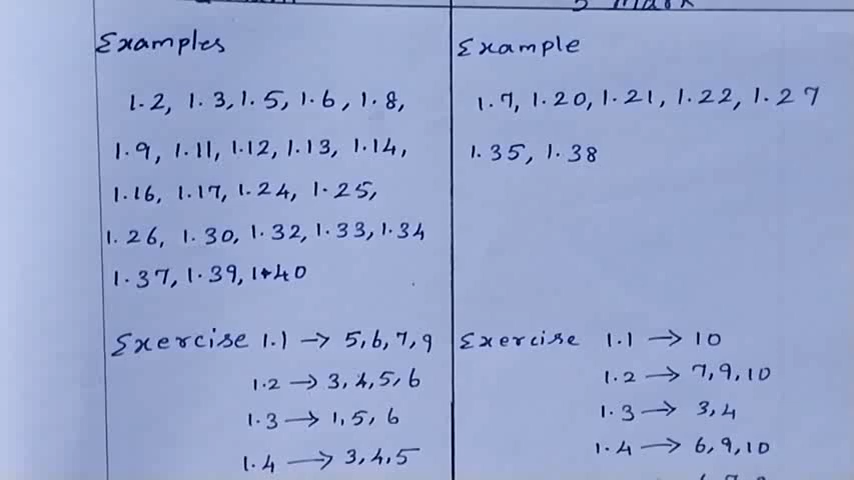 Examples
1.2, 1.3, 1.5, 1.6, 1.8,
1.9, 1.11, 1.12, 1.13, 1.14,
1.16, 1.17, 1.24, 1.25,
1.26, 1.30, 1.32, 1.33, 1.34
1.37, 1.39, 1.40
Exercise 1.1 → 5,6,7,9
1.2 → 3,4,5,6
1.3 → 1,5,6
1.4 → 3,4,5
5 Mark
Example
1.7, 1.20, 1.21, 1.22, 1.27
1.35, 1.38
Exercise 1.1 → 10
1.2 → 7,9,10
1.3 → 3,4
1.4 → 6,9,10